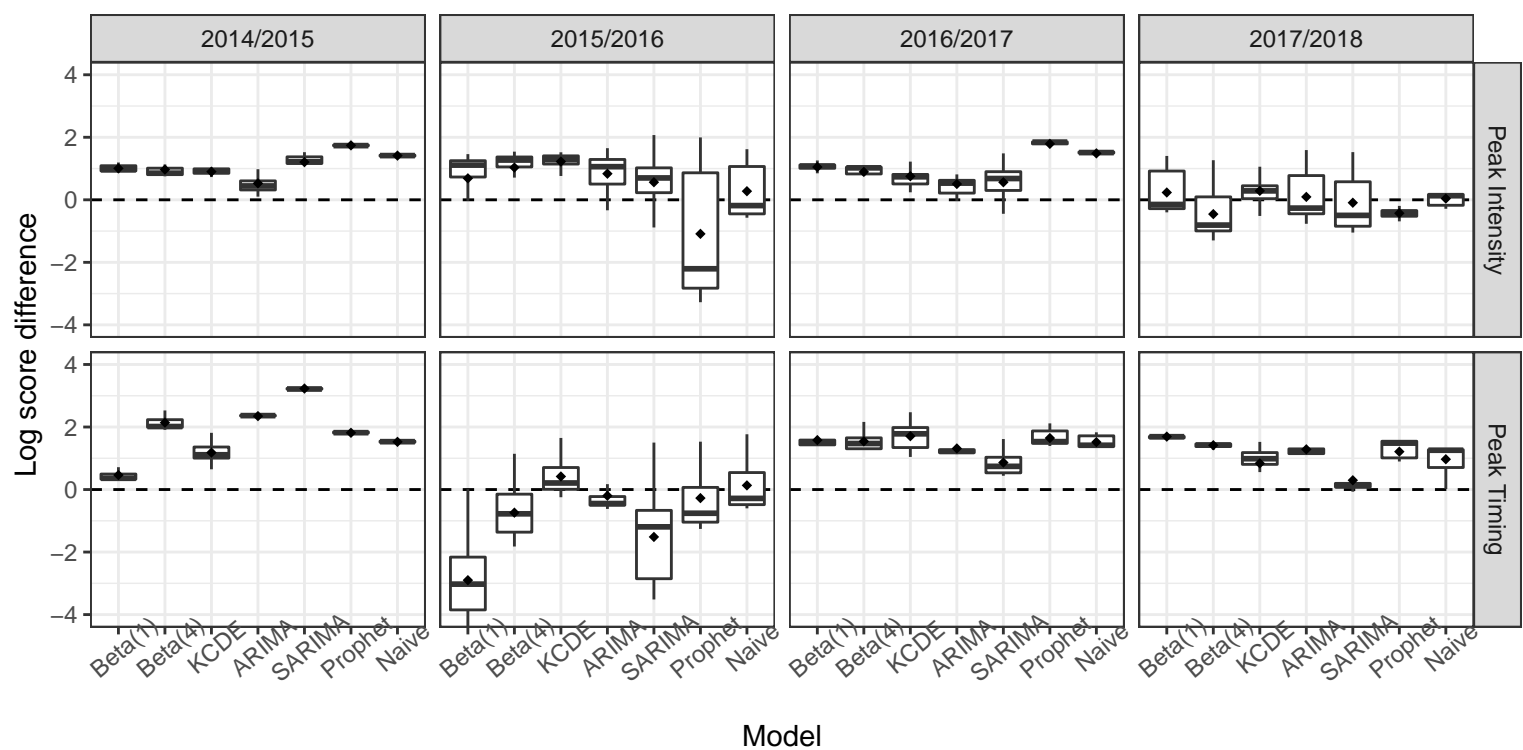 2014/2015 2015/2016 2016/2017 2017/2018
Log score difference
4
2
0
−2
−4
Peak Intensity
4
2
0
−2
−4
Peak Timing
Beta(1) Beta(4) KCDE ARIMA SARIMA Prophet Naive Beta(1) Beta(4) KCDE ARIMA SARIMA Prophet Naive Beta(1) Beta(4) KCDE ARIMA SARIMA Prophet Naive Beta(1) Beta(4) KCDE ARIMA SARIMA Prophet Naive
Model